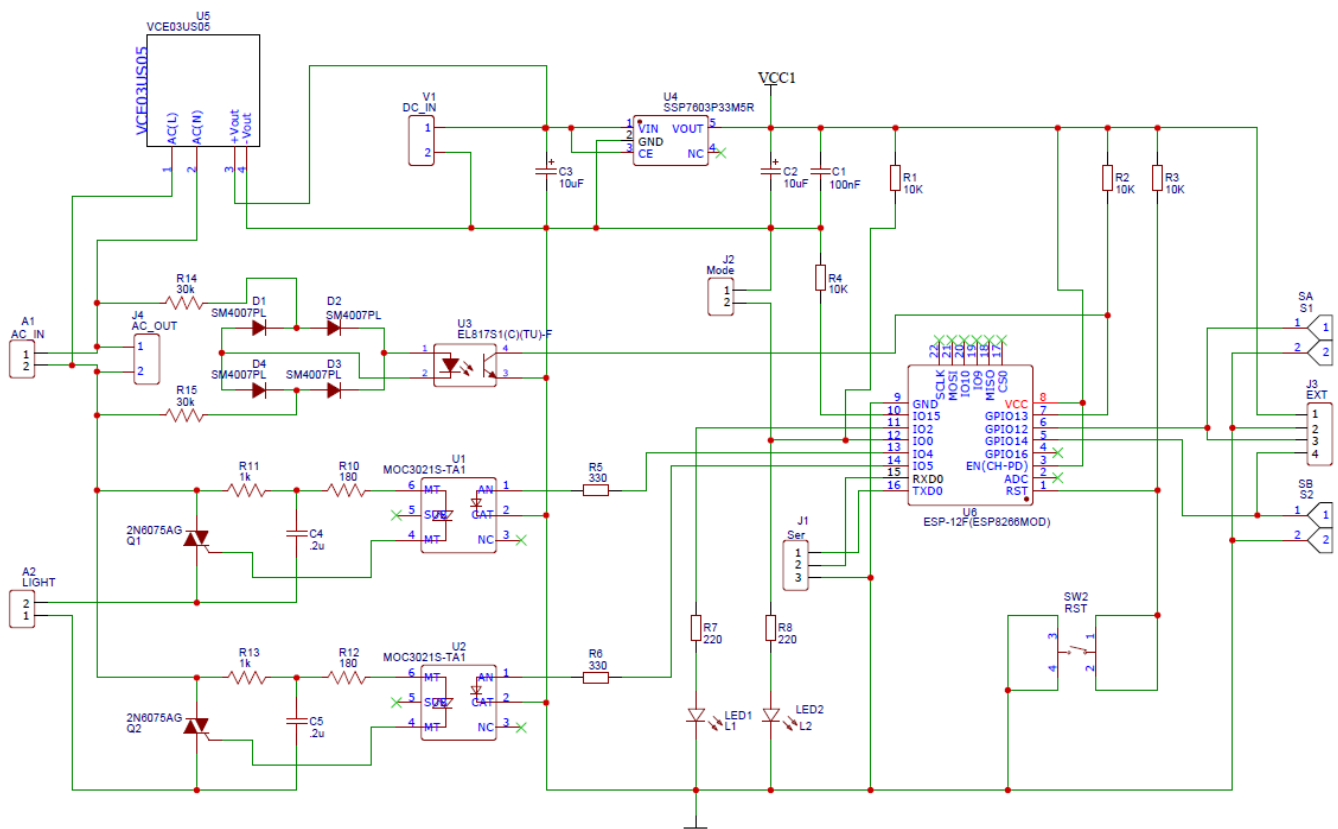 U5
VCE03US05
VCE03US05
AC(L)
AC(N)
+Vout
-Vout
1
2
3
4
V1
DC_IN
1
2
C3
10uF
U4
SSP7603P33M5R
1
2
3
VIN
GND
CE
VOUT
NC
5
4
VCC1
C2
10uF
C1
100nF
R1
10K
R2
10K
R3
10K
R4
10K
J2
Mode
1
2
R14
30k
A1
AC_IN
1
2
J4
AC_OUT
1
2
D1
SM4007PL
D2
SM4007PL
D4
SM4007PL
D3
SM4007PL
R15
30k
U3
EL817S1(C)(TU)-F
1
2
4
3
22
21
20
19
18
17
SCLK
MOSI
IO10
IO9
MISO
CS0
9
10
11
12
13
14
15
16
GND
IO15
IO2
IO0
IO4
IO5
RXD0
TXD0
VCC
GPIO13
GPIO12
GPIO14
GPIO16
EN(CH-PD)
ADC
RST
8
7
6
5
4
3
2
1
U6
ESP-12F(ESP8266MOD)
SA
S1
1
2
1
2
J3
EXT
1
2
3
4
SB
S2
1
2
1
2
R11
1k
R10
180
U1
MOC3021S-TA1
6
5
4
MT
SUB
MT
AN
CAT
NC
1
2
3
R5
330
2N6075AG
Q1
C4
.2u
J1
Ser
1
2
3
A2
LIGHT
2
1
R13
1k
R12
180
U2
MOC3021S-TA1
6
5
4
MT
SUB
MT
AN
CAT
NC
1
2
3
R6
330
2N6075AG
Q2
C5
.2u
R7
220
R8
220
LED1
L1
LED2
L2
SW2
RST
3
4
1
2